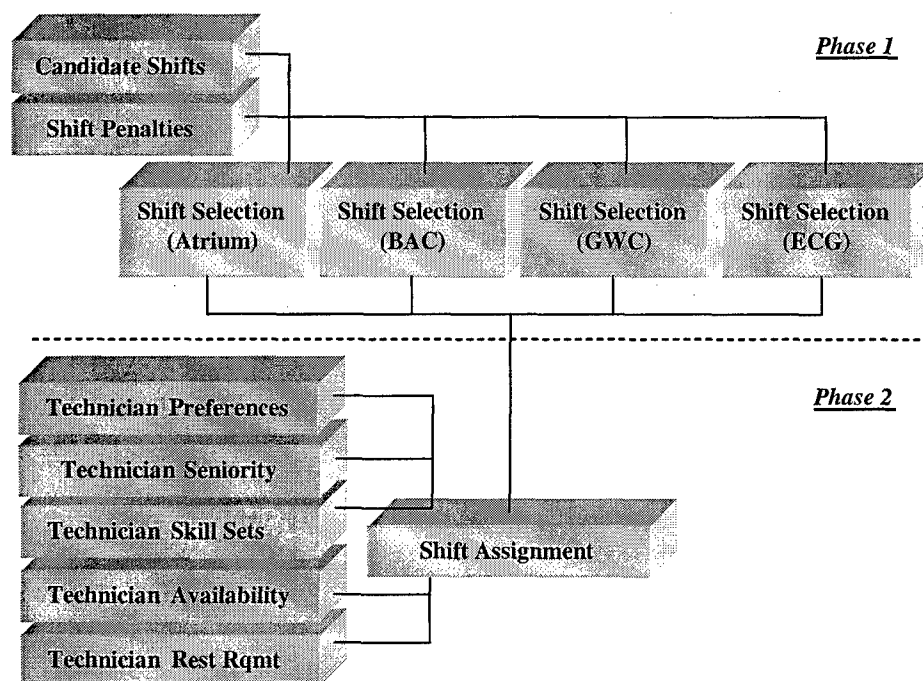 Phase 1
Candidate Shifts
Shift Penalties
Shift Selection
(Atrium)
Shift Selection
(BAC)
Shift Selection
(GWC)
Shift Selection
(ECG)
Phase 2
Technician Preferences
Technician Seniority
Technician Skill Sets
Technician Availability
Technician Rest Rqmt
Shift Assignment